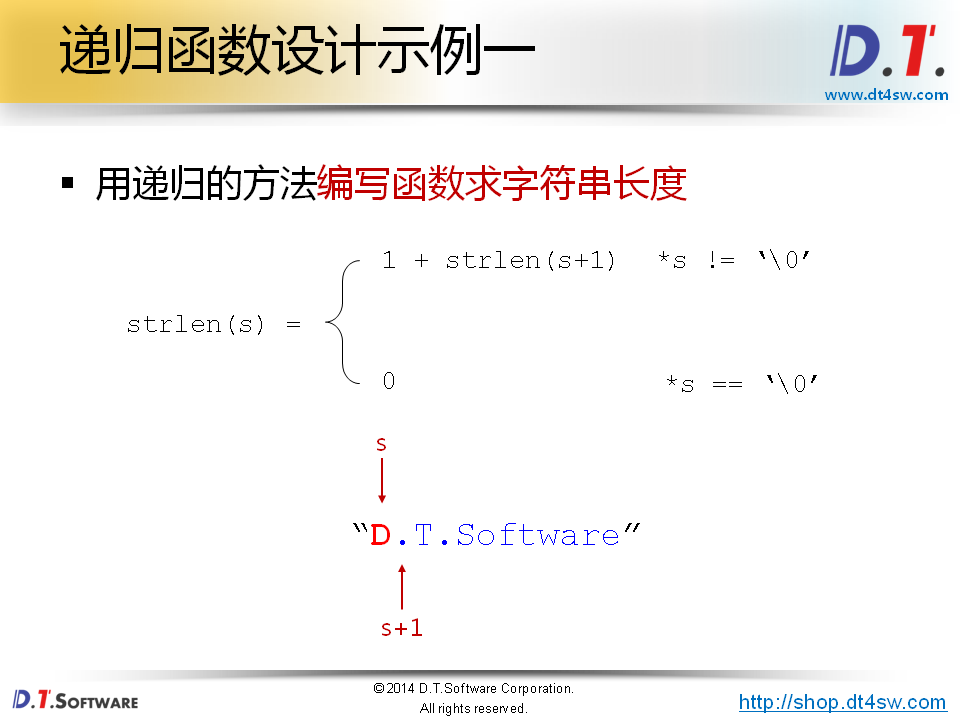 递归函数设计示例一
D.T.
www.dt4sw.com
▪ 用递归的方法编写函数求字符串长度
1 + strlen(s+1) *s != ‘\0’
strlen(s) =
0 *s == ‘\0’
s
“D.T.Software”
s+1
D.T.SOFTWARE
©2014 D.T.Software Corporation.
All rights reserved.
http://shop.dt4sw.com